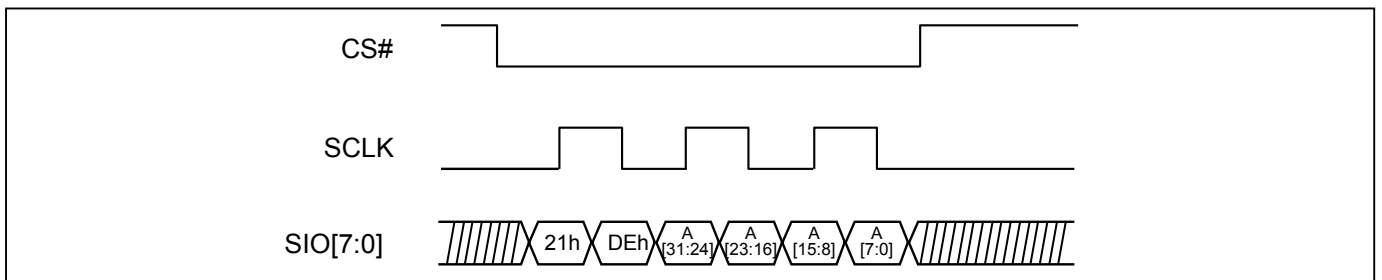 CS#
SCLK
SIO[7:0]
21h
DEh
A
[31:24]
A
[23:16]
A
[15:8]
A
[7:0]